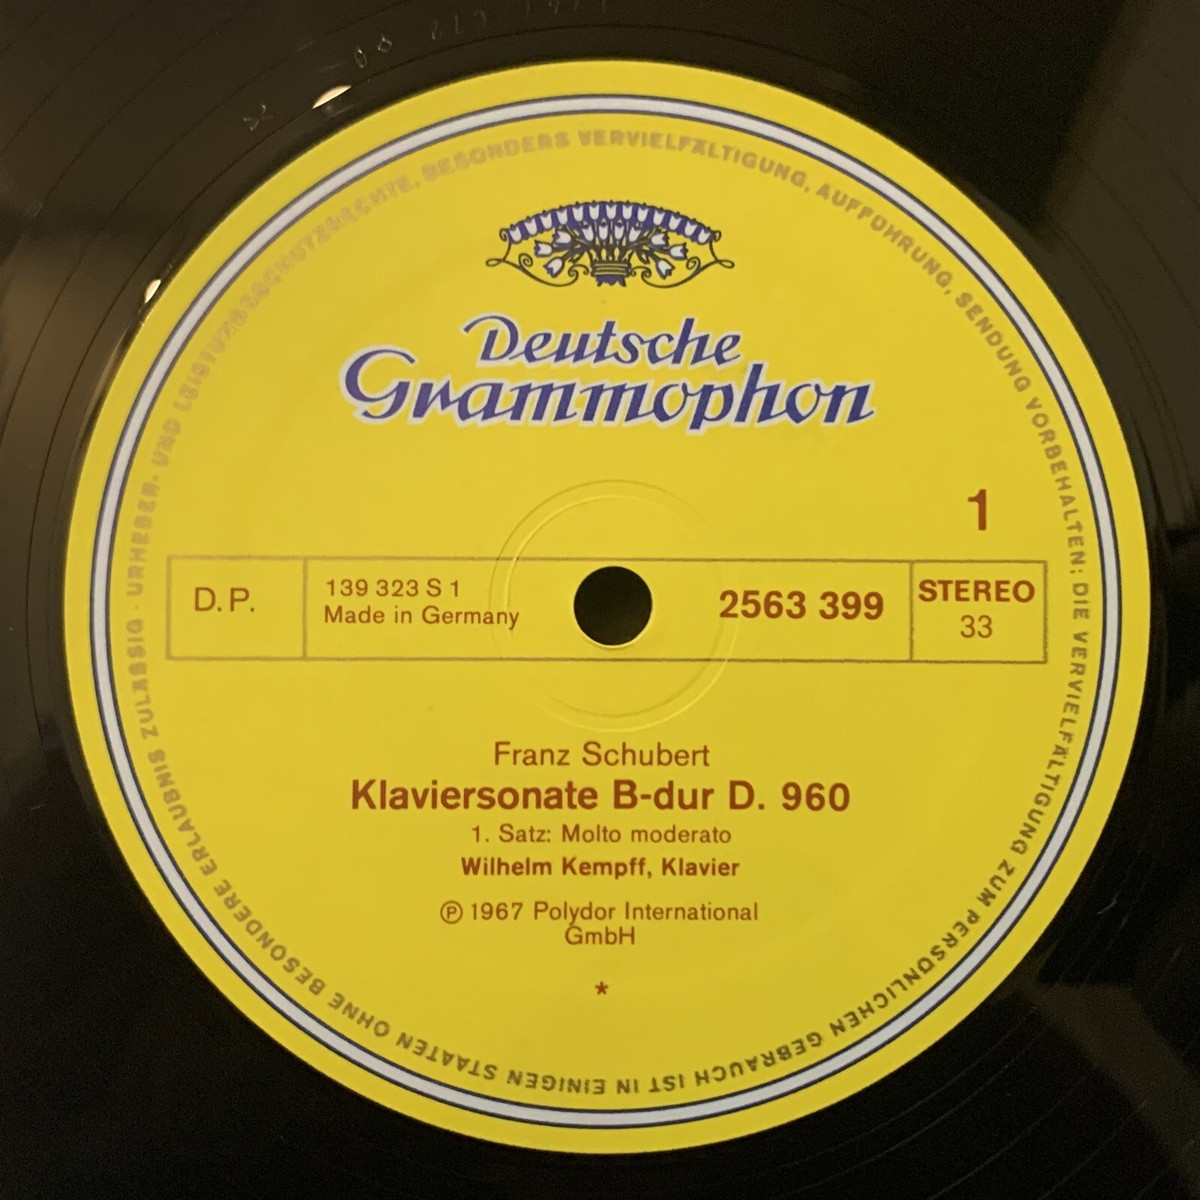 Deutsche
Grammophon
1
D.P.
139 323 S 1
Made in Germany
2563 399
STEREO
33
Franz Schubert
Klaviersonate B-dur D. 960
1. Satz: Molto moderato
Wilhelm Kempff, Klavier
℗ 1967 Polydor International
GmbH
*
URHEBER- UND LEISTUNGSSCHUTZRECHTE, BESONDERS VERVIELFÄLTIGUNG, AUFFÜHRUNG, SENDUNG VORBEHALTEN; DIE VERVIELFÄLTIGUNG ZUM PERSÖNLICHEN GEBRAUCH IST IN EINIGEN STAATEN OHNE BESONDERE ERLAUBNIS ZULÄSSIG ·